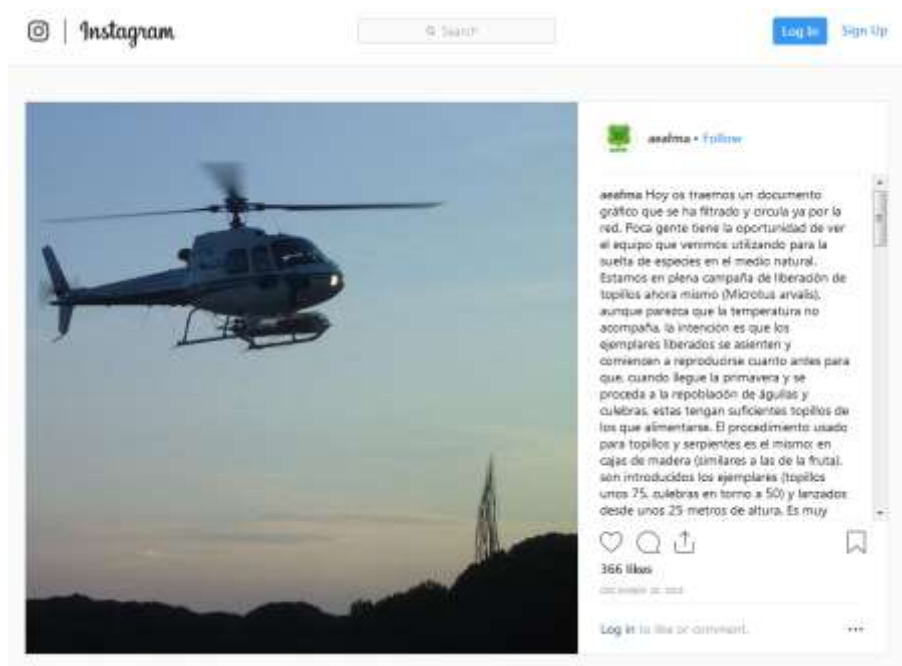 Instagram
Search
Log In
Sign Up
aeafma • Follow
aeafma Hoy os traemos un documento
gráfico que se ha filtrado y circula ya por la
red. Poca gente tiene la oportunidad de ver
el equipo que venimos utilizando para la
suelta de especies en el medio natural.
Estamos en plena campaña de liberación de
topillos ahora mismo (Microtus arvalis),
aunque parezca que la temperatura no
acompaña, la intención es que los
ejemplares liberados se asienten y
comiencen a reproducirse cuanto antes para
que, cuando llegue la primavera y se
proceda a la repoblación de águilas y
culebras, estas tengan suficientes topillos de
los que alimentarse. El procedimiento usado
para topillos y serpientes es el mismo: en
cajas de madera (similares a las de la fruta),
son introducidos los ejemplares (topillos
unos 75, culebras en torno a 50) y lanzados
desde unos 25 metros de altura. Es muy
366 likes
DECEMBER
Log in to like or comment.